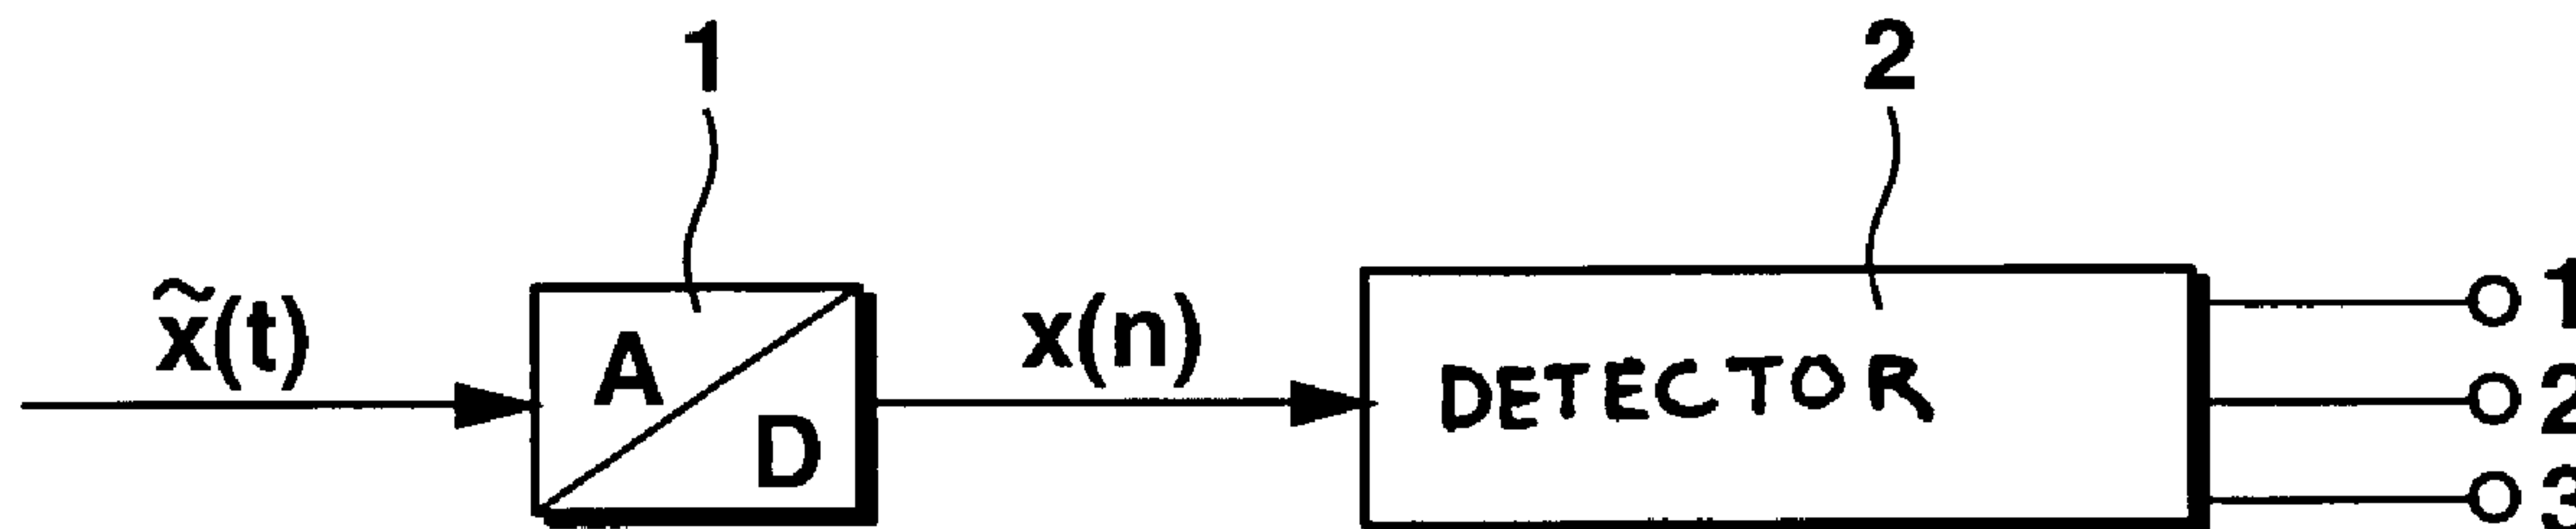 1 2
x̃(t) A D x(n) DETECTOR
1
2
3